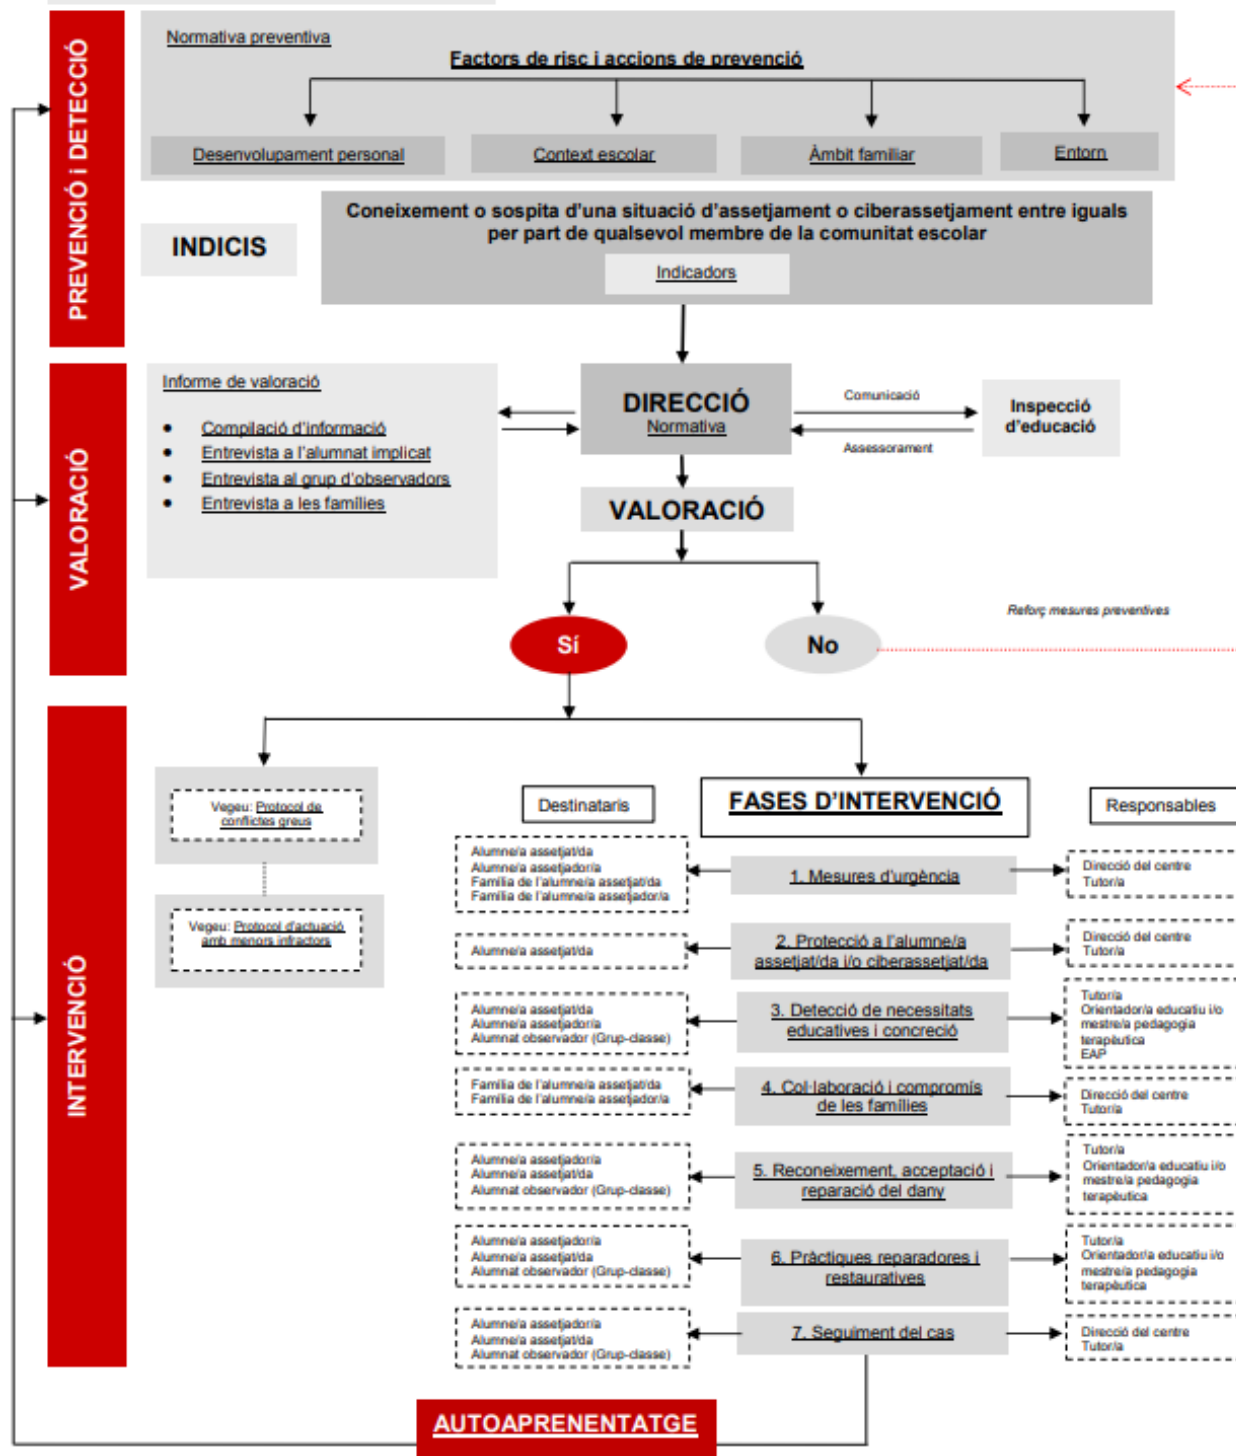 PREVENCIÓ i DETECCIÓ
Normativa preventiva
Factors de risc i accions de prevenció
Desenvolupament personal
Context escolar
Àmbit familiar
Entorn
INDICIS
Coneixement o sospita d'una situació d'assetjament o ciberassetjament entre iguals
per part de qualsevol membre de la comunitat escolar
Indicadors
VALORACIÓ
Informe de valoració
• Compilació d'informació
• Entrevista a l'alumnat implicat
• Entrevista al grup d'observadors
• Entrevista a les famílies
DIRECCIÓ
Normativa
Comunicació
Assessorament
Inspecció
d'educació
VALORACIÓ
Sí
No
Reforç mesures preventives
INTERVENCIÓ
Vegeu: Protocol de
conflictes greus
Vegeu: Protocol d'actuació
amb menors infractors
Destinataris
FASES D'INTERVENCIÓ
Responsables
Alumne/a assetjat/da
Alumne/a assetjador/a
Família de l'alumne/a assetjat/da
Família de l'alumne/a assetjador/a
1. Mesures d'urgència
Direcció del centre
Tutor/a
Alumne/a assetjat/da
2. Protecció a l'alumne/a
assetjat/da i/o ciberassetjat/da
Direcció del centre
Tutor/a
Alumne/a assetjat/da
Alumne/a assetjador/a
Alumnat observador (Grup-classe)
3. Detecció de necessitats
educatives i concreció
Tutor/a
Orientador/a educatiu i/o
mestre/a pedagogia
terapèutica
EAP
Família de l'alumne/a assetjat/da
Família de l'alumne/a assetjador/a
4. Col·laboració i compromís
de les famílies
Direcció del centre
Tutor/a
Alumne/a assetjador/a
Alumne/a assetjat/da
Alumnat observador (Grup-classe)
5. Reconeixement, acceptació i
reparació del dany
Tutor/a
Orientador/a educatiu i/o
mestre/a pedagogia
terapèutica
Alumne/a assetjador/a
Alumne/a assetjat/da
Alumnat observador (Grup-classe)
6. Pràctiques reparadores i
restauratives
Tutor/a
Orientador/a educatiu i/o
mestre/a pedagogia
terapèutica
Alumne/a assetjador/a
Alumne/a assetjat/da
Alumnat observador (Grup-classe)
7. Seguiment del cas
Direcció del centre
Tutor/a
AUTOAPRENENTATGE